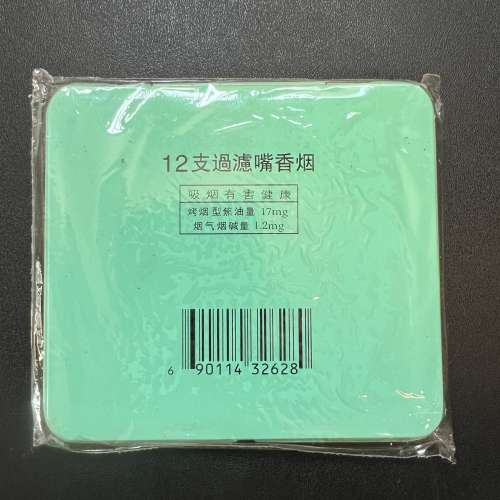 12支過濾嘴香烟
吸烟有害健康
烤烟型焦油量 17mg
烟气烟碱量 1.2mg
6 90114 32628